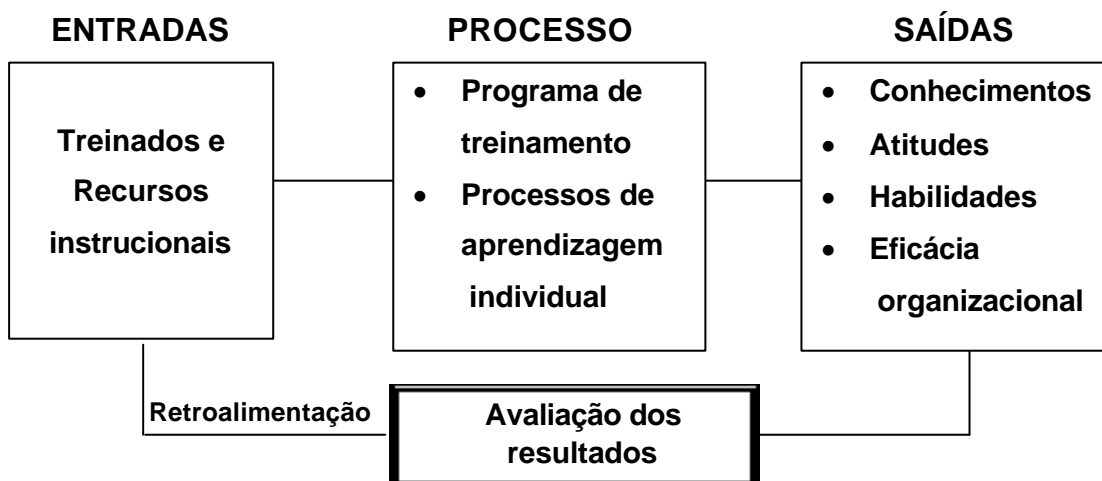 ENTRADAS
Treinados e
Recursos
instrucionais
PROCESSO
• Programa de
treinamento
• Processos de
aprendizagem
individual
SAÍDAS
• Conhecimentos
• Atitudes
• Habilidades
• Eficácia
organizacional
Retroalimentação
Avaliação dos
resultados